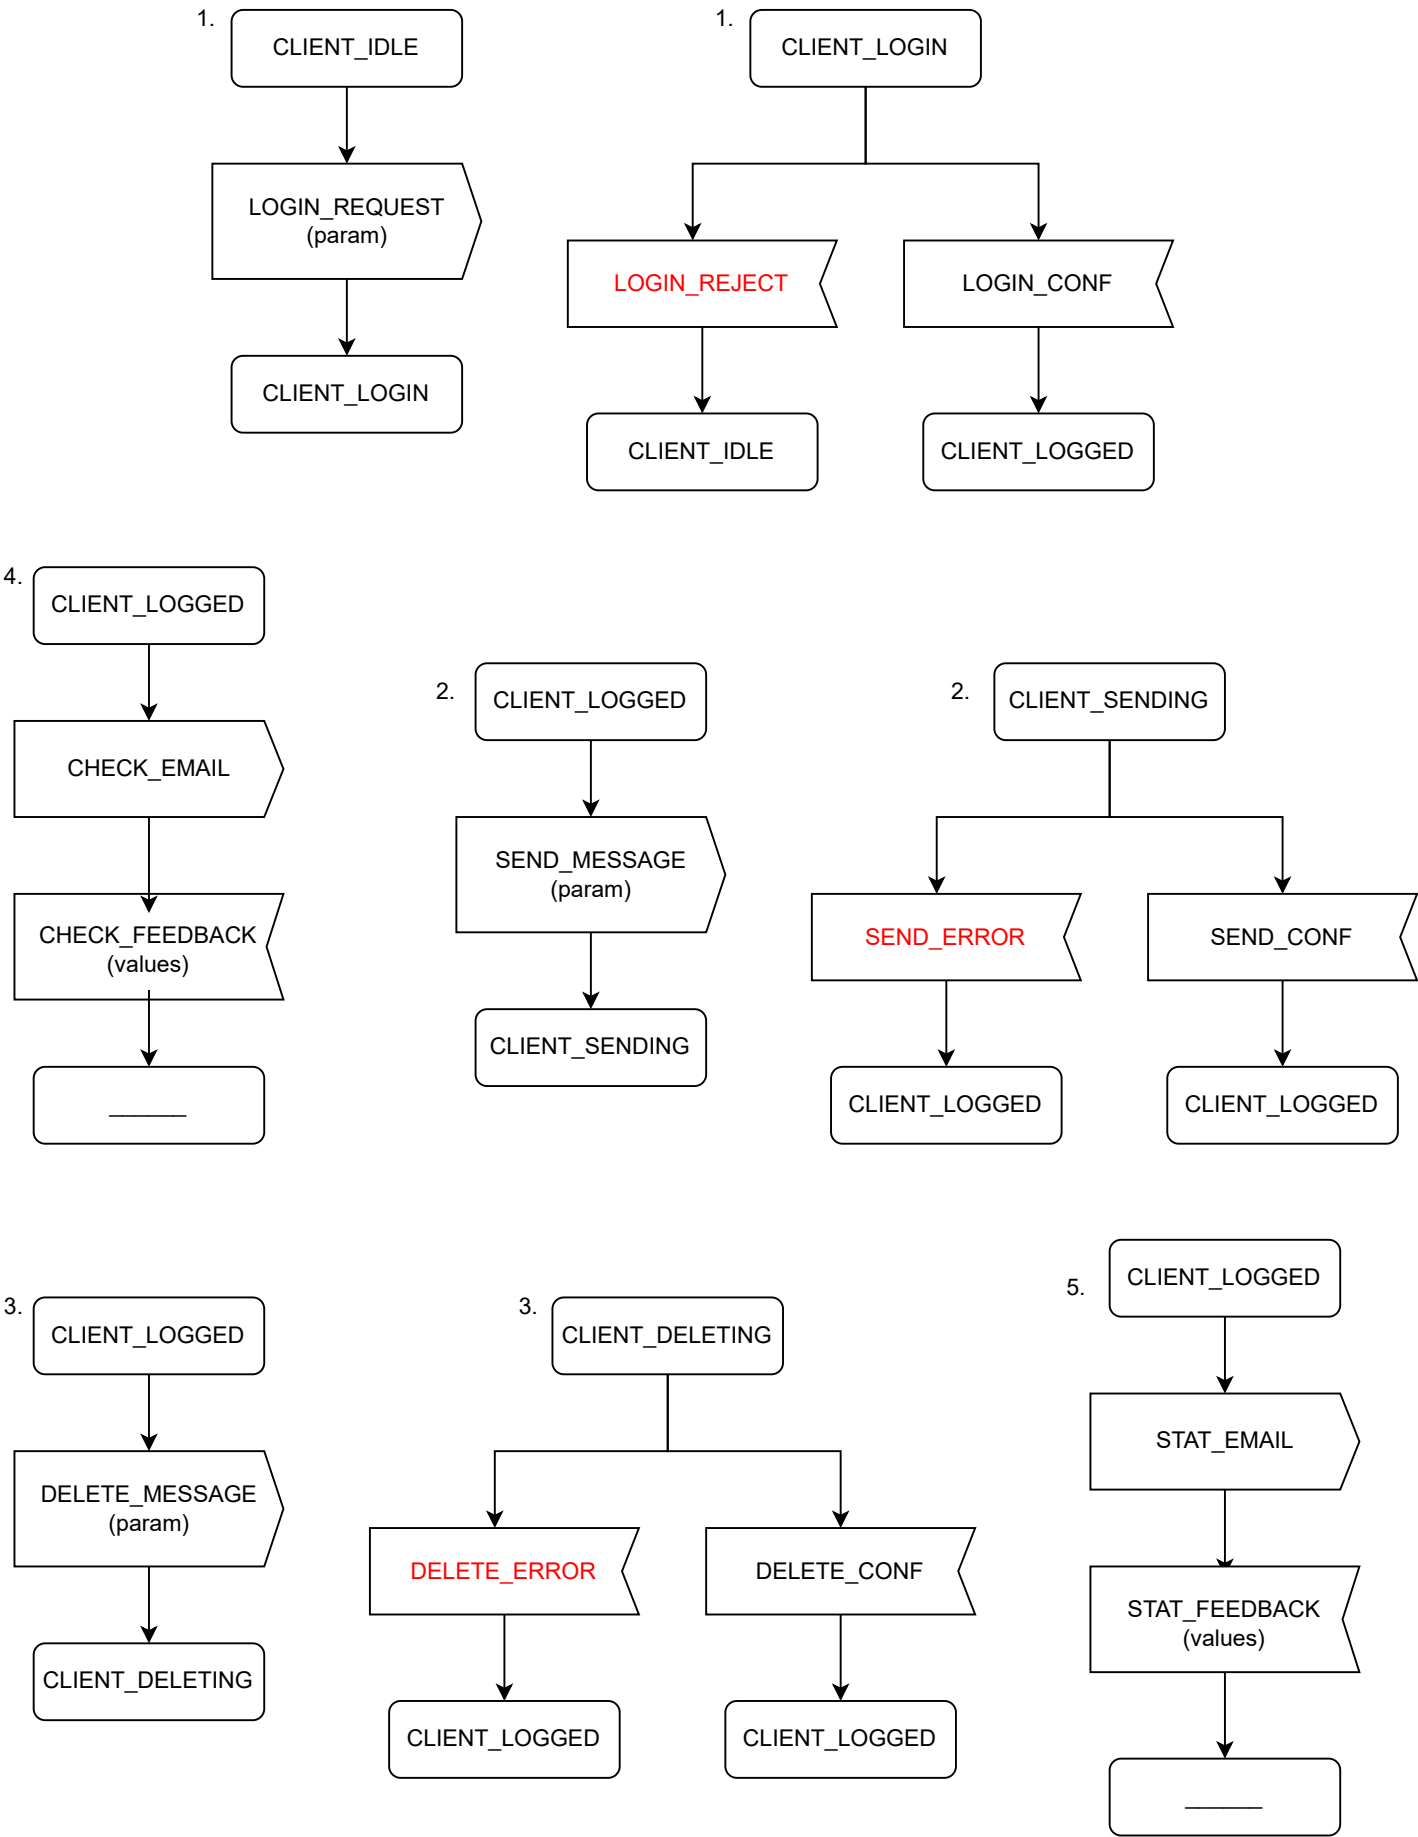 1.
CLIENT_IDLE
LOGIN_REQUEST
(param)
CLIENT_LOGIN
1.
CLIENT_LOGIN
LOGIN_REJECT
LOGIN_CONF
CLIENT_IDLE
CLIENT_LOGGED
4.
CLIENT_LOGGED
CHECK_EMAIL
CHECK_FEEDBACK
(values)
______
2.
CLIENT_LOGGED
SEND_MESSAGE
(param)
CLIENT_SENDING
2.
CLIENT_SENDING
SEND_ERROR
SEND_CONF
CLIENT_LOGGED
CLIENT_LOGGED
3.
CLIENT_LOGGED
DELETE_MESSAGE
(param)
CLIENT_DELETING
3.
CLIENT_DELETING
DELETE_ERROR
DELETE_CONF
CLIENT_LOGGED
CLIENT_LOGGED
5.
CLIENT_LOGGED
STAT_EMAIL
STAT_FEEDBACK
(values)
______